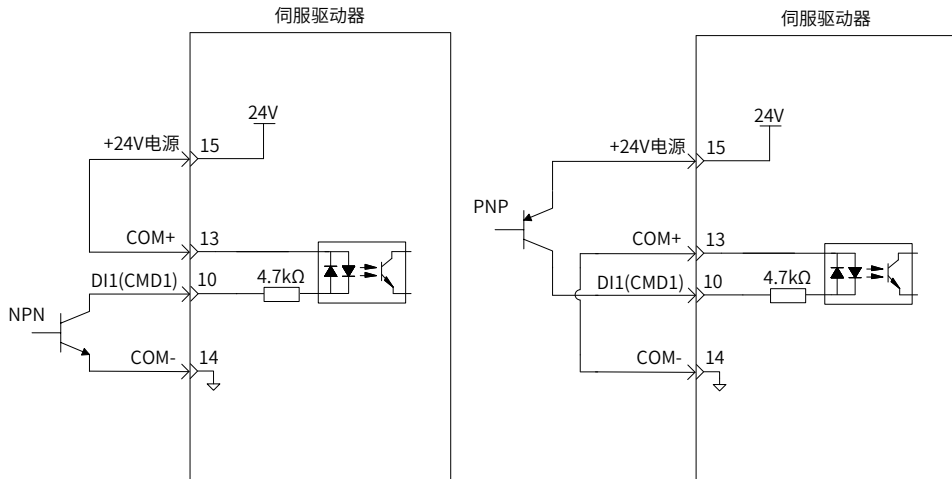 伺服驱动器
24V
+24V电源
15
COM+
13
DI1(CMD1)
10
4.7kΩ
NPN
COM-
14
伺服驱动器
24V
+24V电源
15
PNP
COM+
13
DI1(CMD1)
10
4.7kΩ
COM-
14